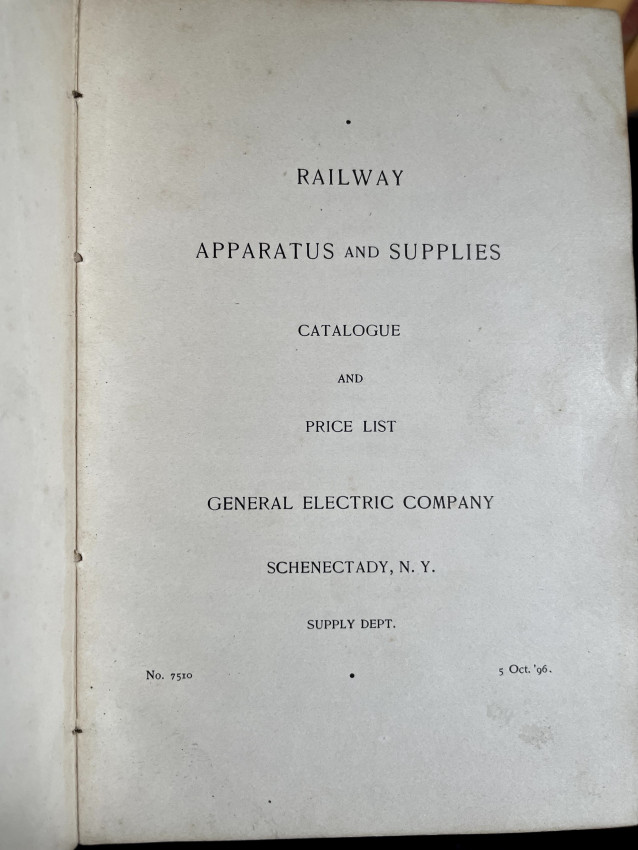 RAILWAY
APPARATUS AND SUPPLIES
CATALOGUE
AND
PRICE LIST
GENERAL ELECTRIC COMPANY
SCHENECTADY, N. Y.
SUPPLY DEPT.
No. 7510 5 Oct. '96.